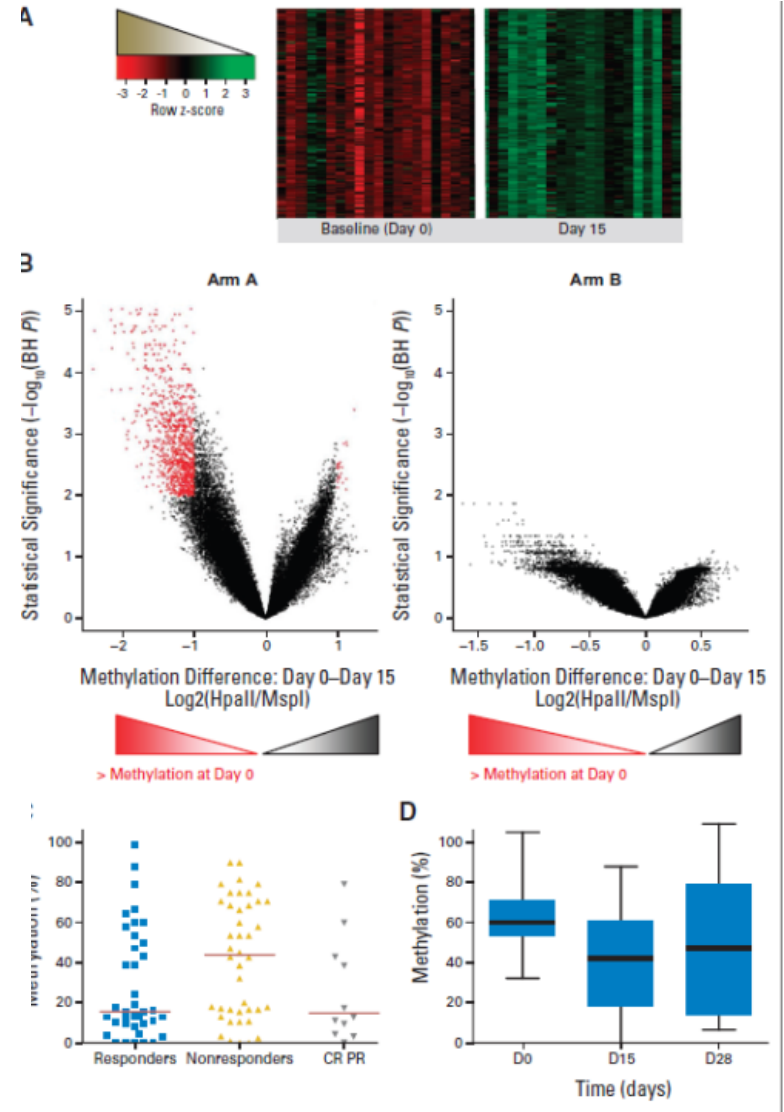 A
-3 -2 -1 0 1 2 3
Row z-score
Baseline (Day 0) Day 15
B
Arm A
Statistical Significance (–log10(BH P))
5
4
3
2
1
0
–2 –1 0 1
Methylation Difference: Day 0–Day 15
Log2(HpaII/MspI)
> Methylation at Day 0
Arm B
Statistical Significance (–log10(BH P))
5
4
3
2
1
0
–1.5 –1.0 –0.5 0 0.5
Methylation Difference: Day 0–Day 15
Log2(HpaII/MspI)
> Methylation at Day 0
100
80
60
40
20
0
Responders Nonresponders CR PR
D
Methylation (%)
100
80
60
40
20
0
D0 D15 D28
Time (days)